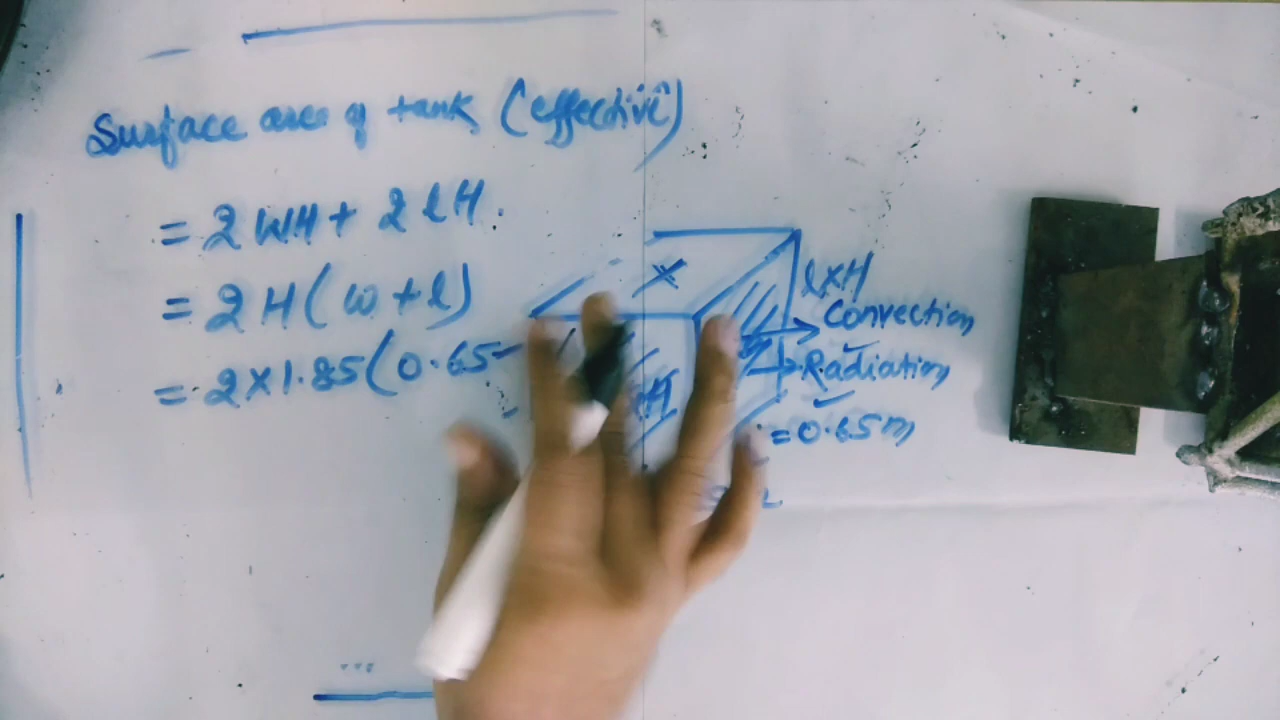 Surface area of tank (effective)
= 2WH + 2lH.
= 2H(w+l)
= 2×1.85(0.65
X
l×H
Convection
Radiation
= 0.65m